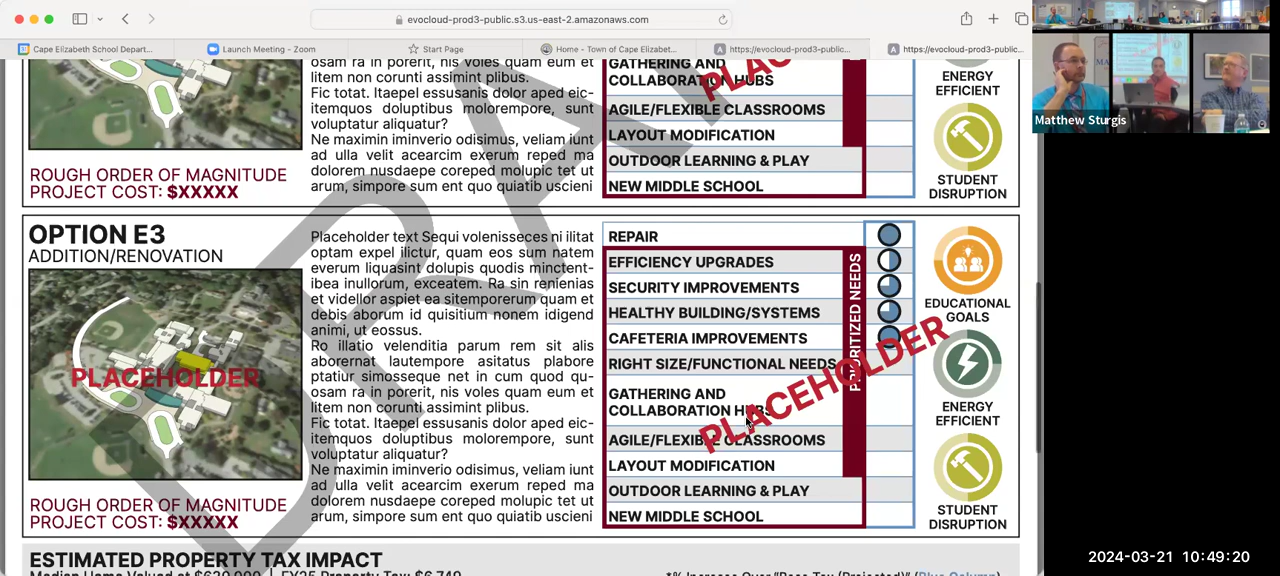 evocloud-prod3-public.s3.us-east-2.amazonaws.com
Cape Elizabeth School Depart...
Launch Meeting - Zoom
Start Page
Home - Town of Cape Elizabet...
https://evocloud-prod3-public...
https://evocloud-prod3-public...
osam ra in porerit, nis voles quam eum et
litem non corunti assimint plibus.
Fic totat. Itaepel essusanis dolor aped eic-
itemquos doluptibus molorempore, sunt
voluptatur aliquatur?
Ne maximin iminverio odisimus, veliam iunt
ad ulla velit acearcim exerum reped ma
dolorem nusdaepe coreped molupic tet ut
arum, simpore sum ent quo quiatib uscieni
ROUGH ORDER OF MAGNITUDE
PROJECT COST: $XXXXX
GATHERING AND
COLLABORATION HUBS
AGILE/FLEXIBLE CLASSROOMS
LAYOUT MODIFICATION
OUTDOOR LEARNING & PLAY
NEW MIDDLE SCHOOL
ENERGY
EFFICIENT
STUDENT
DISRUPTION
OPTION E3
ADDITION/RENOVATION
PLACEHOLDER
ROUGH ORDER OF MAGNITUDE
PROJECT COST: $XXXXX
Placeholder text Sequi volenisseces ni ilitat
optam expel ilictur, quam eos sum natem
everum liquasint dolupis quodis minctent-
ibea inullorum, exceatem. Ra sin renienias
et videllor aspiet ea sitemporerum quam et
debis aborum id quisitium nonem idigend
animi, ut eossus.
Ro illatio velenditia parum rem sit alis
aborernat lautempore asitatus plabore
ptatiur simosseque net in cum quod qu-
osam ra in porerit, nis voles quam eum et
litem non corunti assimint plibus.
Fic totat. Itaepel essusanis dolor aped eic-
itemquos doluptibus molorempore, sunt
voluptatur aliquatur?
Ne maximin iminverio odisimus, veliam iunt
ad ulla velit acearcim exerum reped ma
dolorem nusdaepe coreped molupic tet ut
arum, simpore sum ent quo quiatib uscieni
REPAIR
EFFICIENCY UPGRADES
SECURITY IMPROVEMENTS
HEALTHY BUILDING/SYSTEMS
CAFETERIA IMPROVEMENTS
RIGHT SIZE/FUNCTIONAL NEEDS
GATHERING AND
COLLABORATION HUBS
AGILE/FLEXIBLE CLASSROOMS
LAYOUT MODIFICATION
OUTDOOR LEARNING & PLAY
NEW MIDDLE SCHOOL
PRIORITIZED NEEDS
PLACEHOLDER
EDUCATIONAL
GOALS
ENERGY
EFFICIENT
STUDENT
DISRUPTION
DRAFT
ESTIMATED PROPERTY TAX IMPACT
Matthew Sturgis
2024-03-21 10:49:20